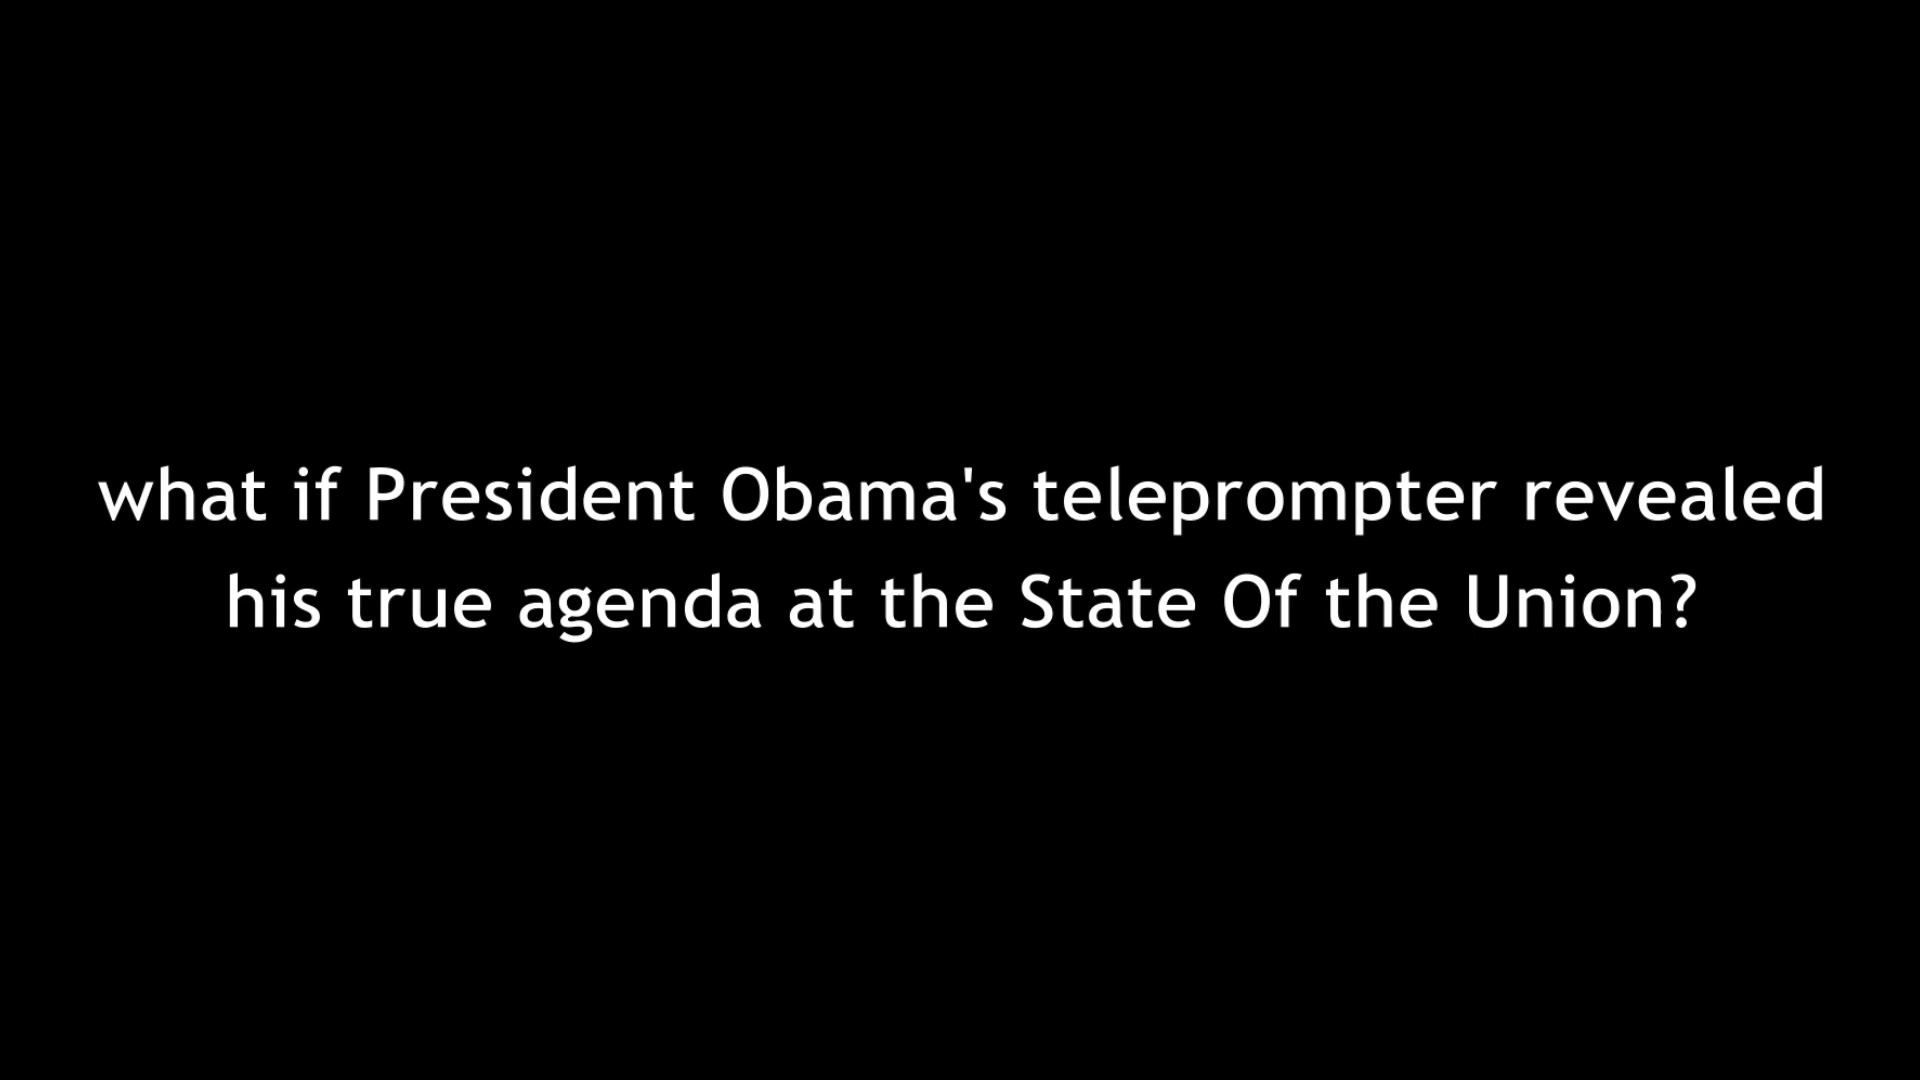 what if President Obama's teleprompter revealed
his true agenda at the State Of the Union?